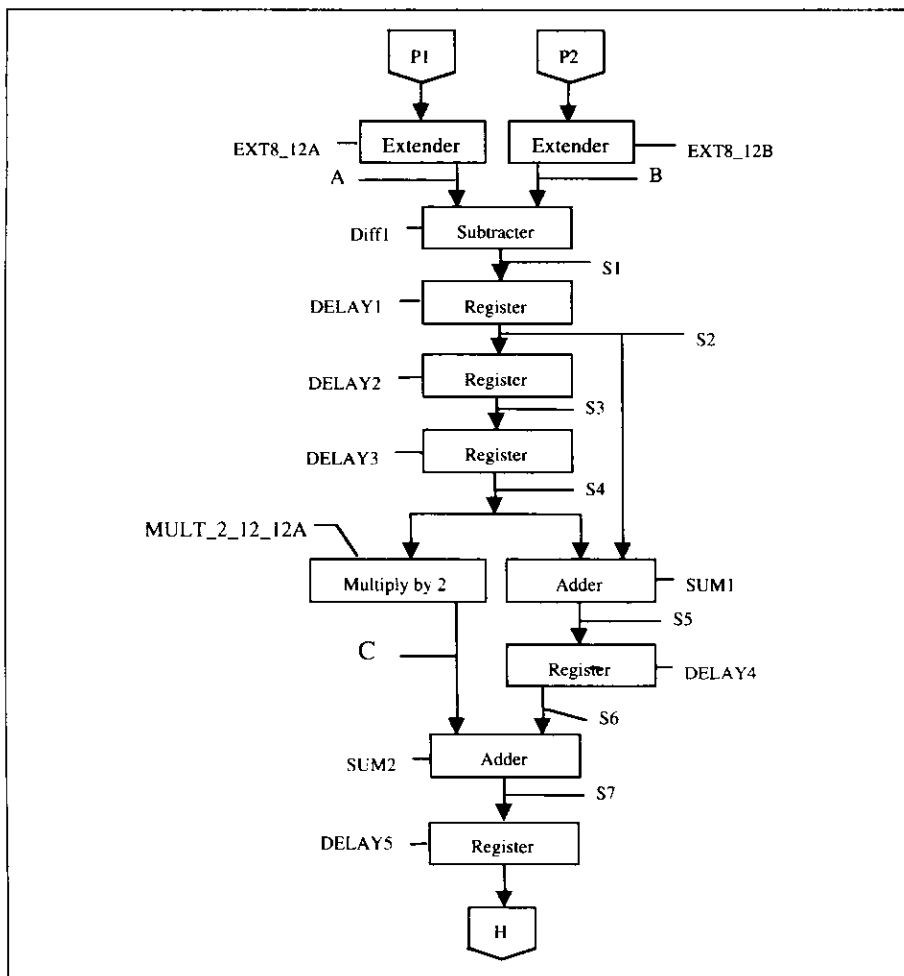 P1 P2
EXT8_12A Extender Extender EXT8_12B
A B
Diff1 Subtracter
S1
DELAY1 Register
S2
DELAY2 Register
S3
DELAY3 Register
S4
MULT_2_12_12A
Multiply by 2 Adder SUM1
S5
C
Register DELAY4
S6
SUM2 Adder
S7
DELAY5 Register
H